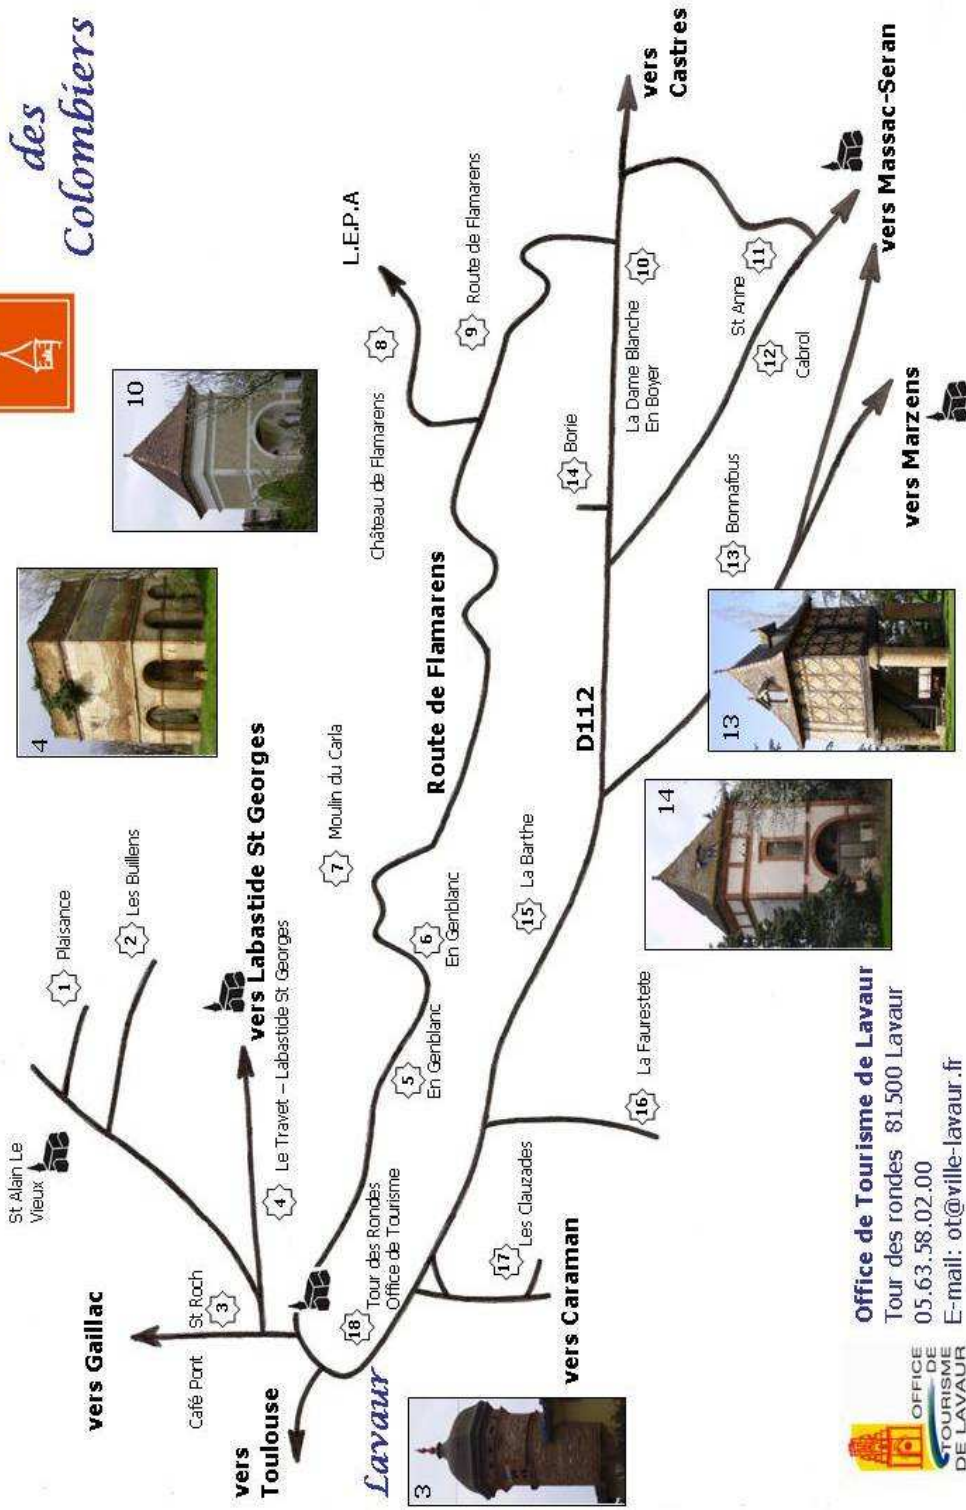 des
Colombiers
4
10
St Alain Le
Vieux
1 Plaisance
2 Les Buillens
vers Gaillac
Café Pont
St Roch
3
vers Labastide St Georges
4 Le Travet – Labastide St Georges
vers
Toulouse
Lavaur
3
18
Tour des Rondes
Office de Tourisme
5
En Genblanc
6
En Genblanc
7 Moulin du Carla
Route de Flamarens
Château de Flamarens
8
L.E.P.A
9 Route de Flamarens
vers Caraman
17
Les Clauzades
16 La Faurestete
15 La Barthe
D112
14 Borie
La Dame Blanche
En Boyer
10
vers
Castres
St Anne
11
12
Cabrol
13 Bonnafous
vers Massac-Seran
vers Marzens
14
13
OFFICE
DE
TOURISME
DE LAVAUR
Office de Tourisme de Lavaur
Tour des rondes 81500 Lavaur
05.63.58.02.00
E-mail: ot@ville-lavaur.fr